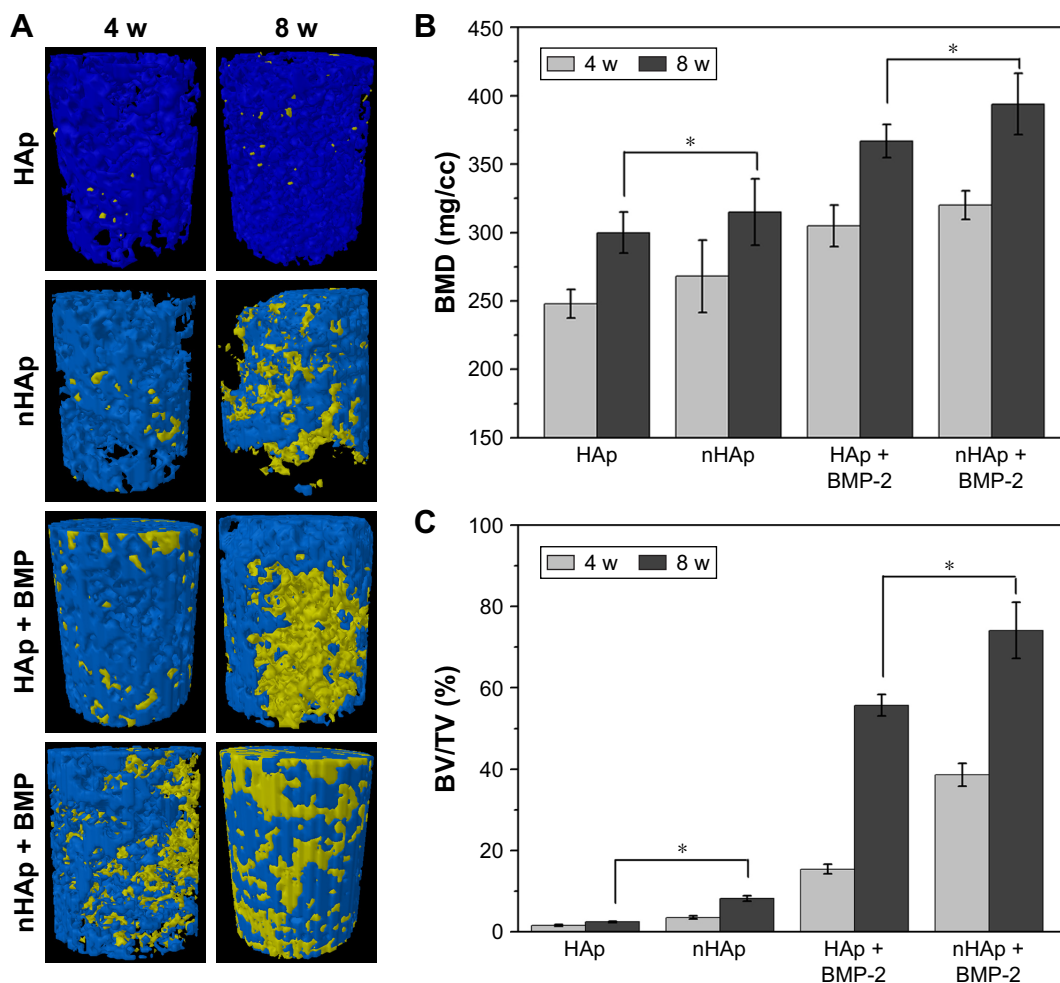 A
4 w
8 w
HAp
nHAp
HAp + BMP
nHAp + BMP
B
450
400
350
300
250
200
150
BMD (mg/cc)
4 w
8 w
*
*
HAp
nHAp
HAp +
BMP-2
nHAp +
BMP-2
C
100
80
60
40
20
0
BV/TV (%)
4 w
8 w
*
*
HAp
nHAp
HAp +
BMP-2
nHAp +
BMP-2